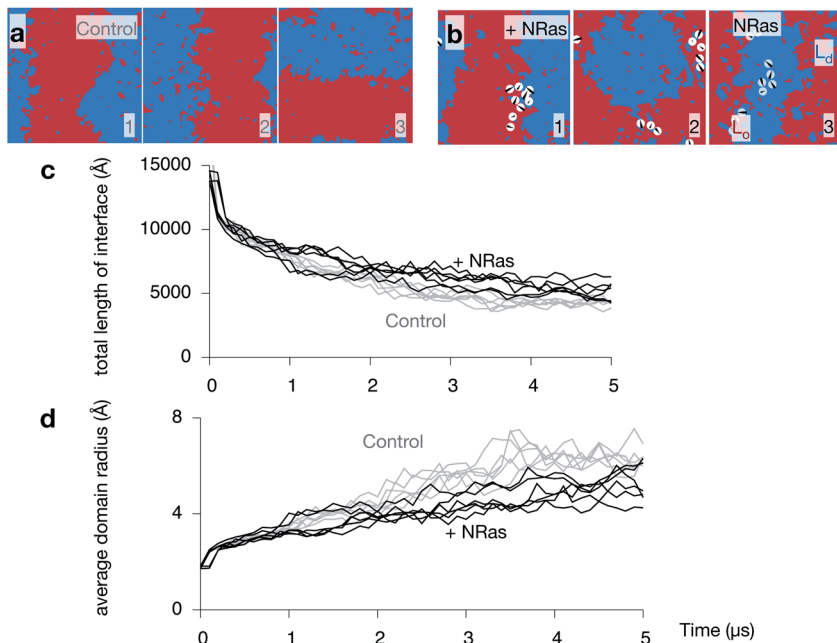 a
Control
1
2
3
b
+ NRas
1
2
NRas
Ld
Lo
3
c
total length of interface (Å)
15000
10000
5000
0
+ NRas
Control
0
1
2
3
4
5
d
average domain radius (Å)
8
4
0
Control
+ NRas
0
1
2
3
4
5
Time (μs)